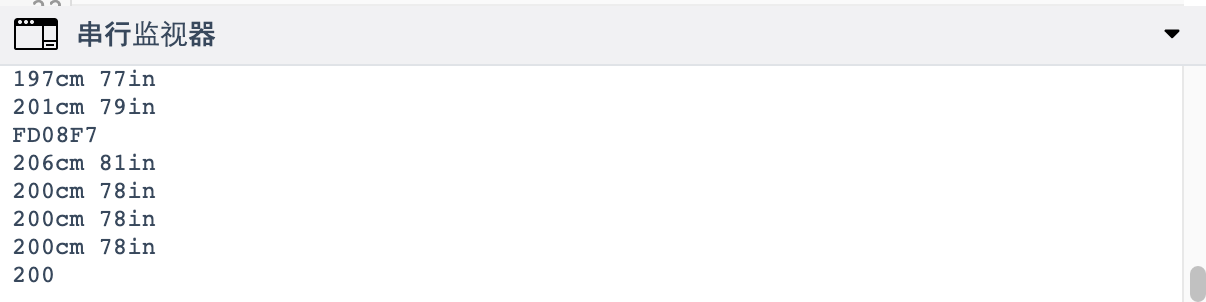 串行监视器
197cm 77in
201cm 79in
FD08F7
206cm 81in
200cm 78in
200cm 78in
200cm 78in
200